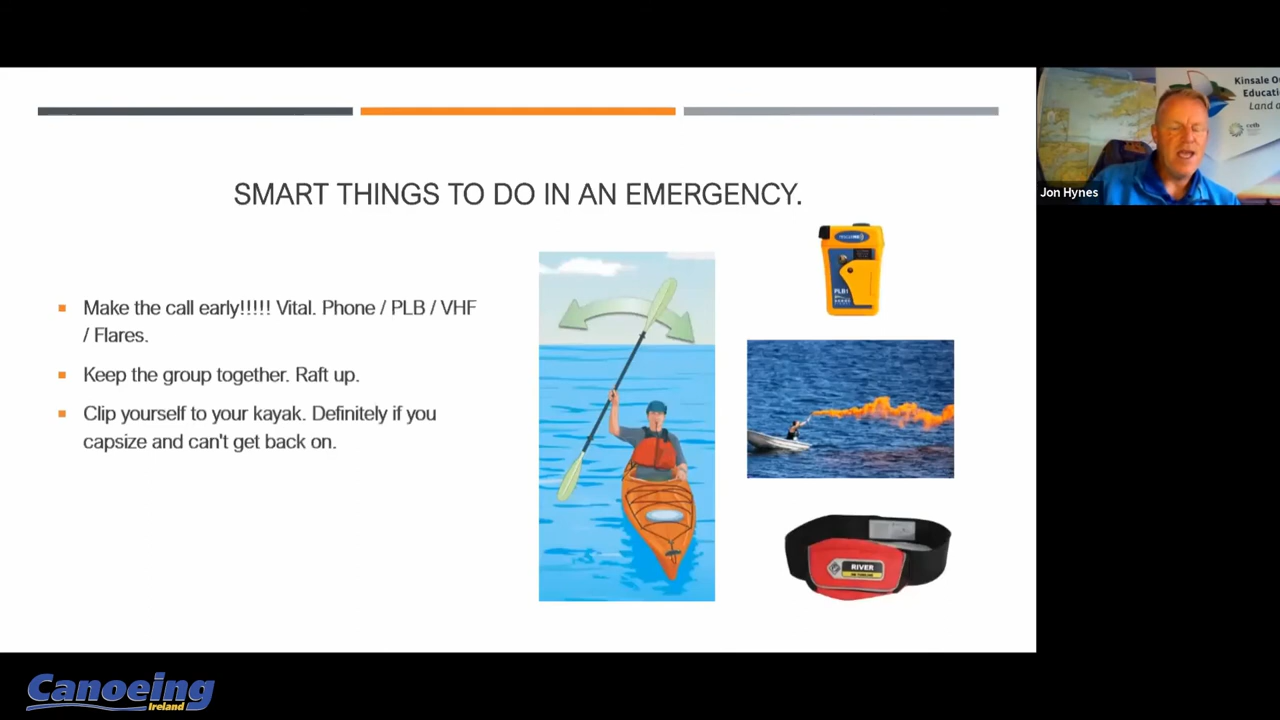 SMART THINGS TO DO IN AN EMERGENCY.
Make the call early!!!!! Vital. Phone / PLB / VHF
/ Flares.
Keep the group together. Raft up.
Clip yourself to your kayak. Definitely if you
capsize and can't get back on.
PLB1
RIVER
Kinsale Ou
Educatio
Land a
Jon Hynes
Canoeing
Ireland